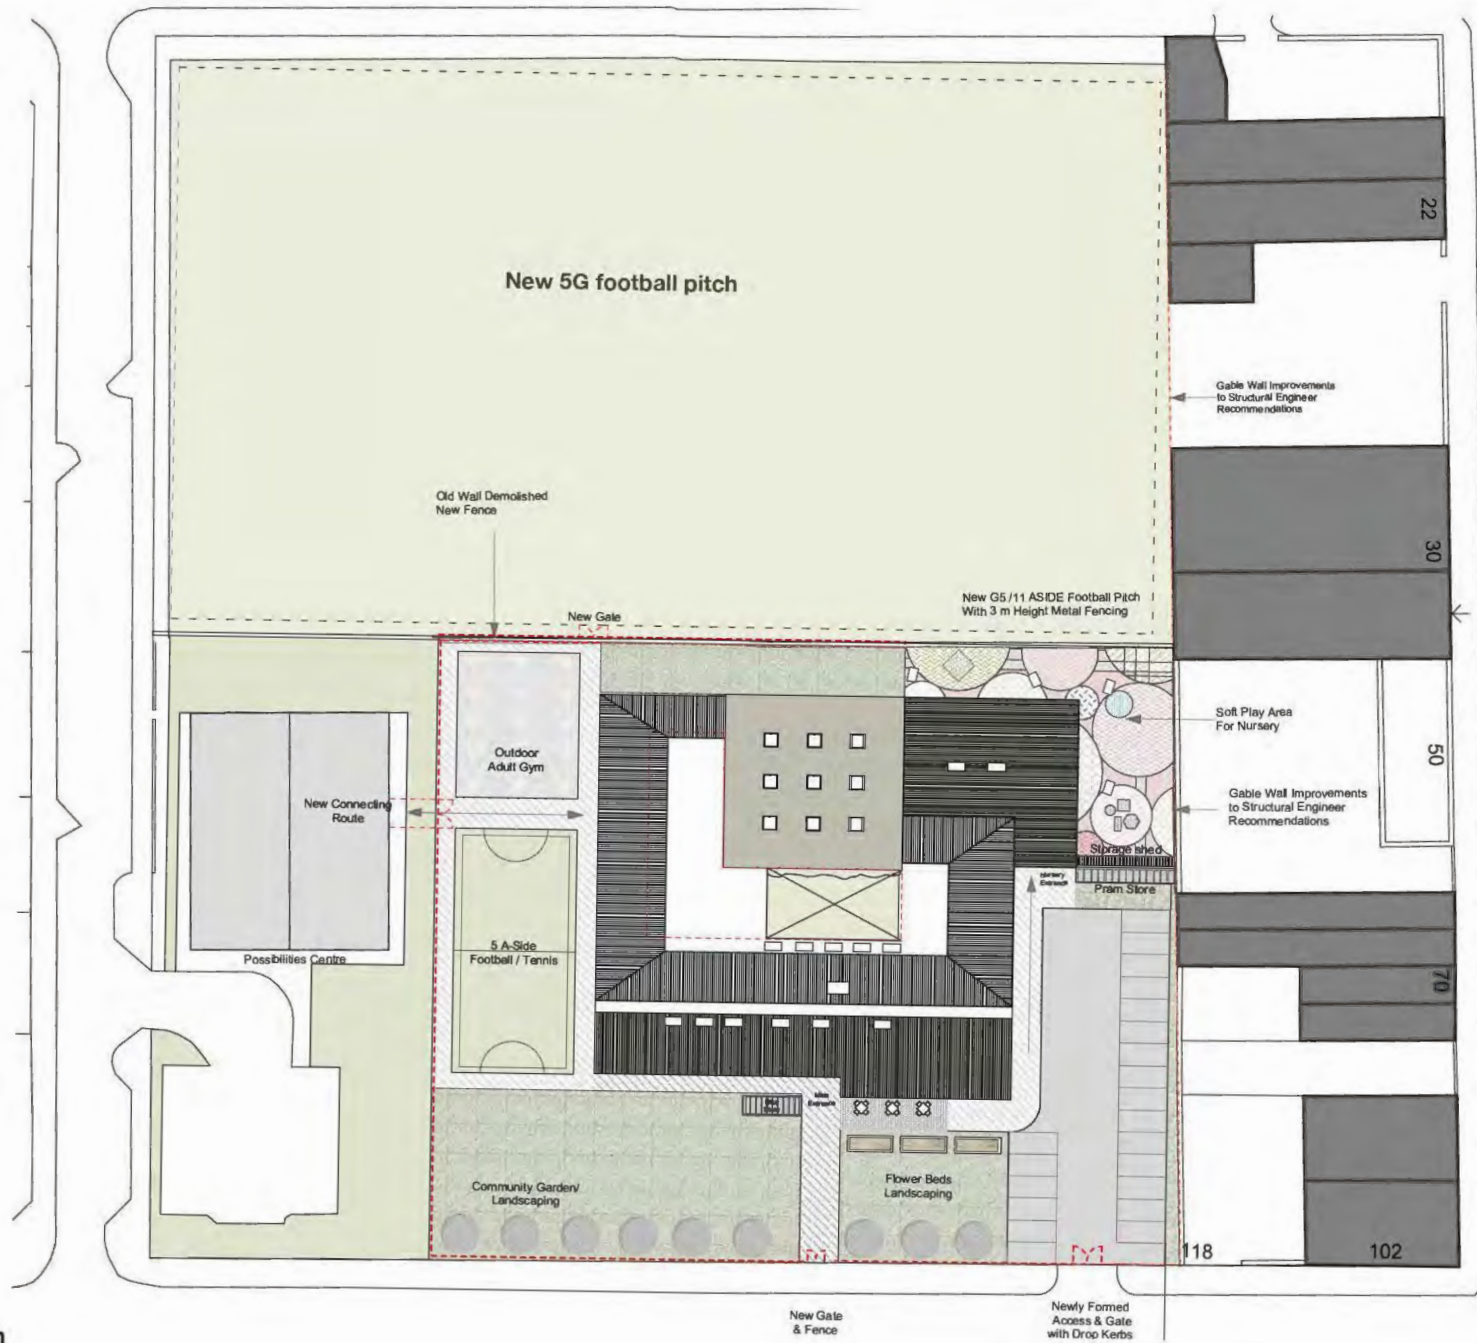 22
New 5G football pitch
Gable Wall Improvements
to Structural Engineer
Recommendations
Old Wall Demolished
New Fence
30
New G5 /11 ASIDE Football Pitch
With 3 m Height Metal Fencing
New Gate
Soft Play Area
For Nursery
50
Outdoor
Adult Gym
New Connecting
Route
Gable Wall Improvements
to Structural Engineer
Recommendations
Storage shed
Nursery
Entrance
Pram Store
5 A-Side
Football / Tennis
Possibilities Centre
70
Main
Entrance
Flower Beds
Landscaping
Community Garden/
Landscaping
118
102
New Gate
& Fence
Newly Formed
Access & Gate
with Drop Kerbs